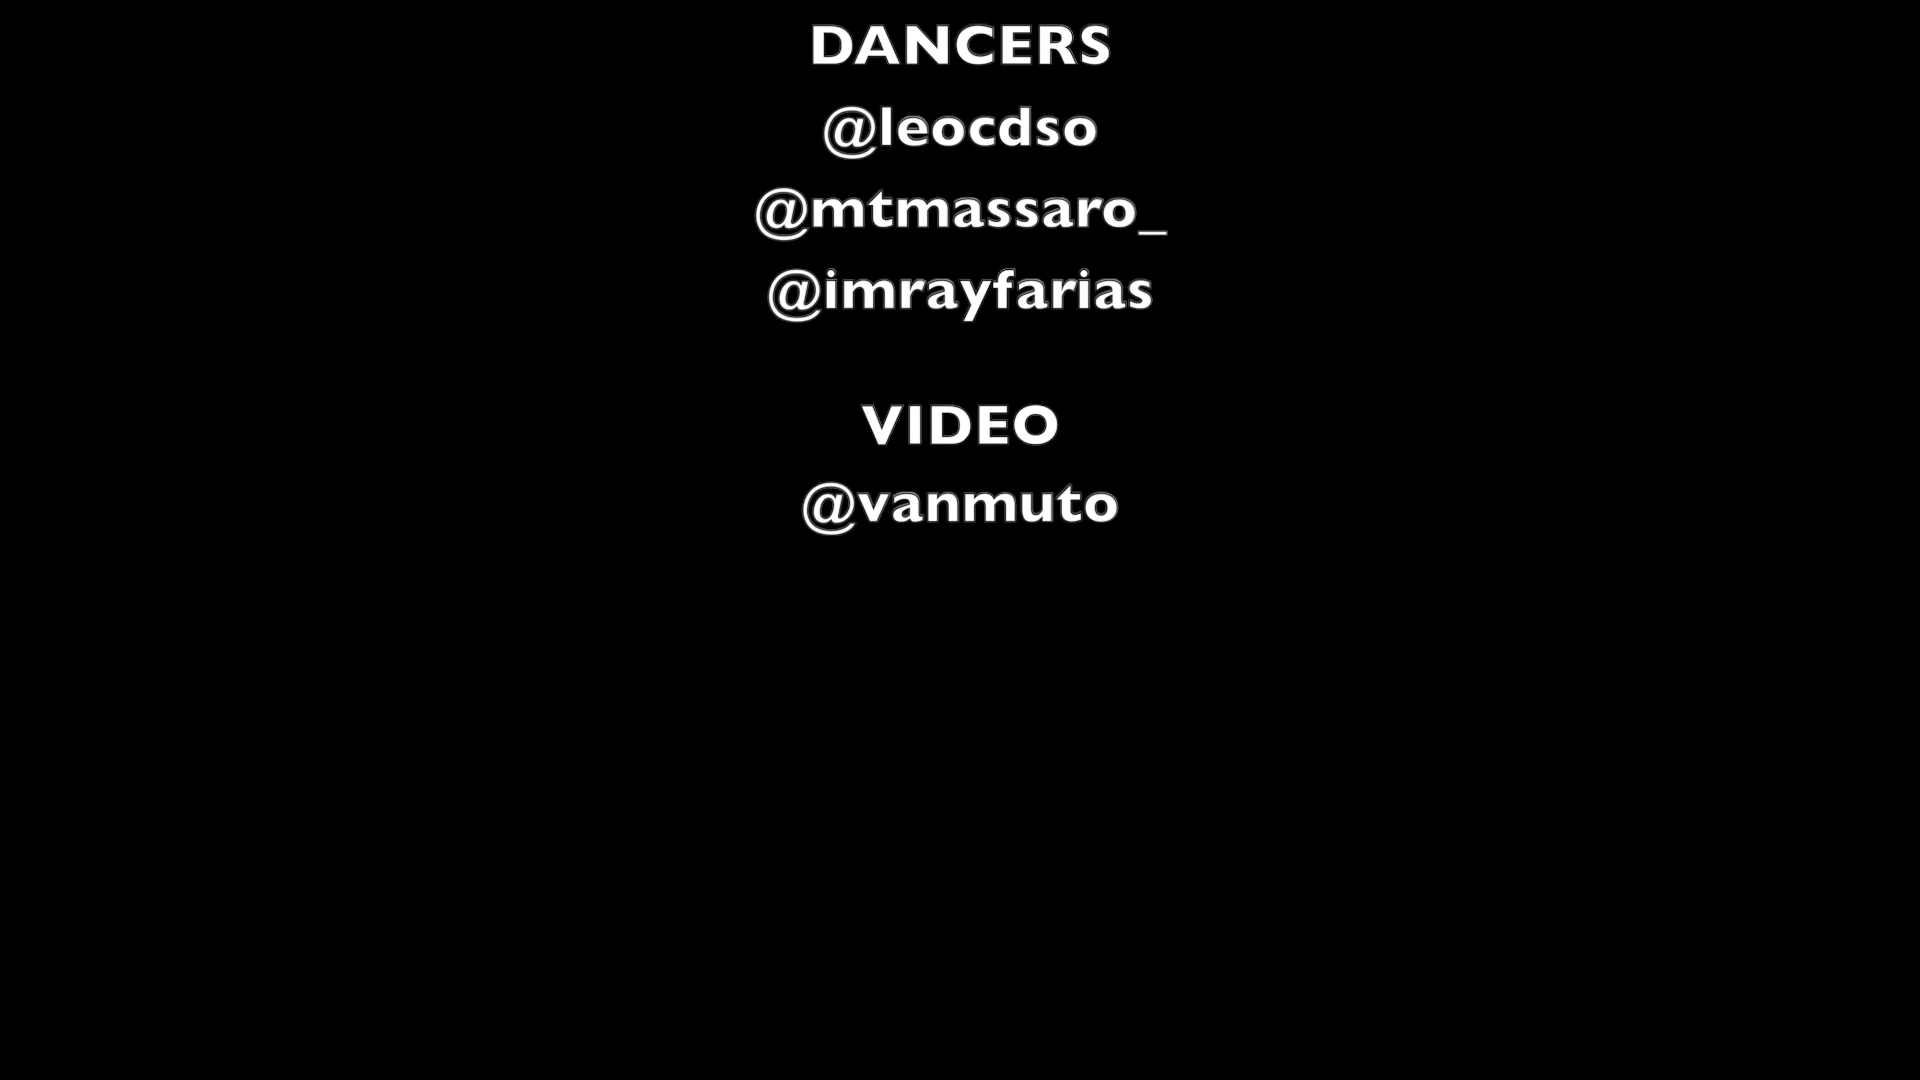 DANCERS
@leocdso
@mtmassaro_
@imrayfarias
VIDEO
@vanmuto